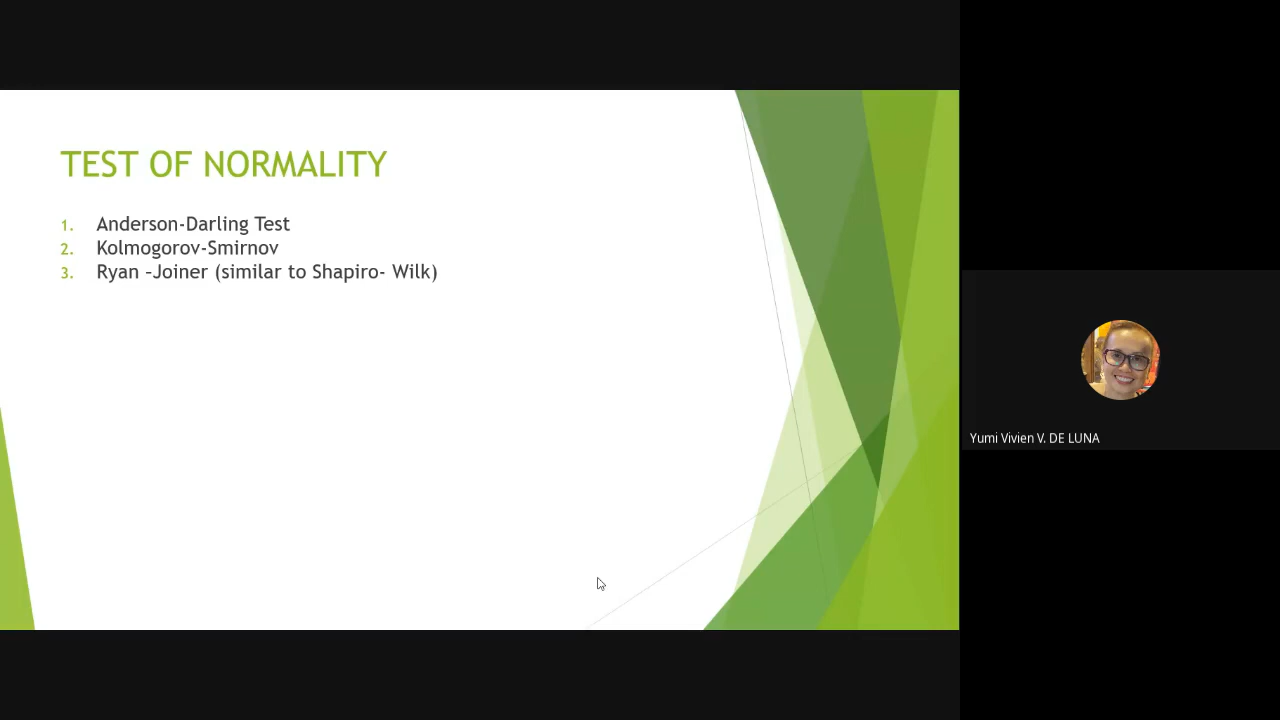 TEST OF NORMALITY
1. Anderson-Darling Test
2. Kolmogorov-Smirnov
3. Ryan –Joiner (similar to Shapiro- Wilk)
Yumi Vivien V. DE LUNA